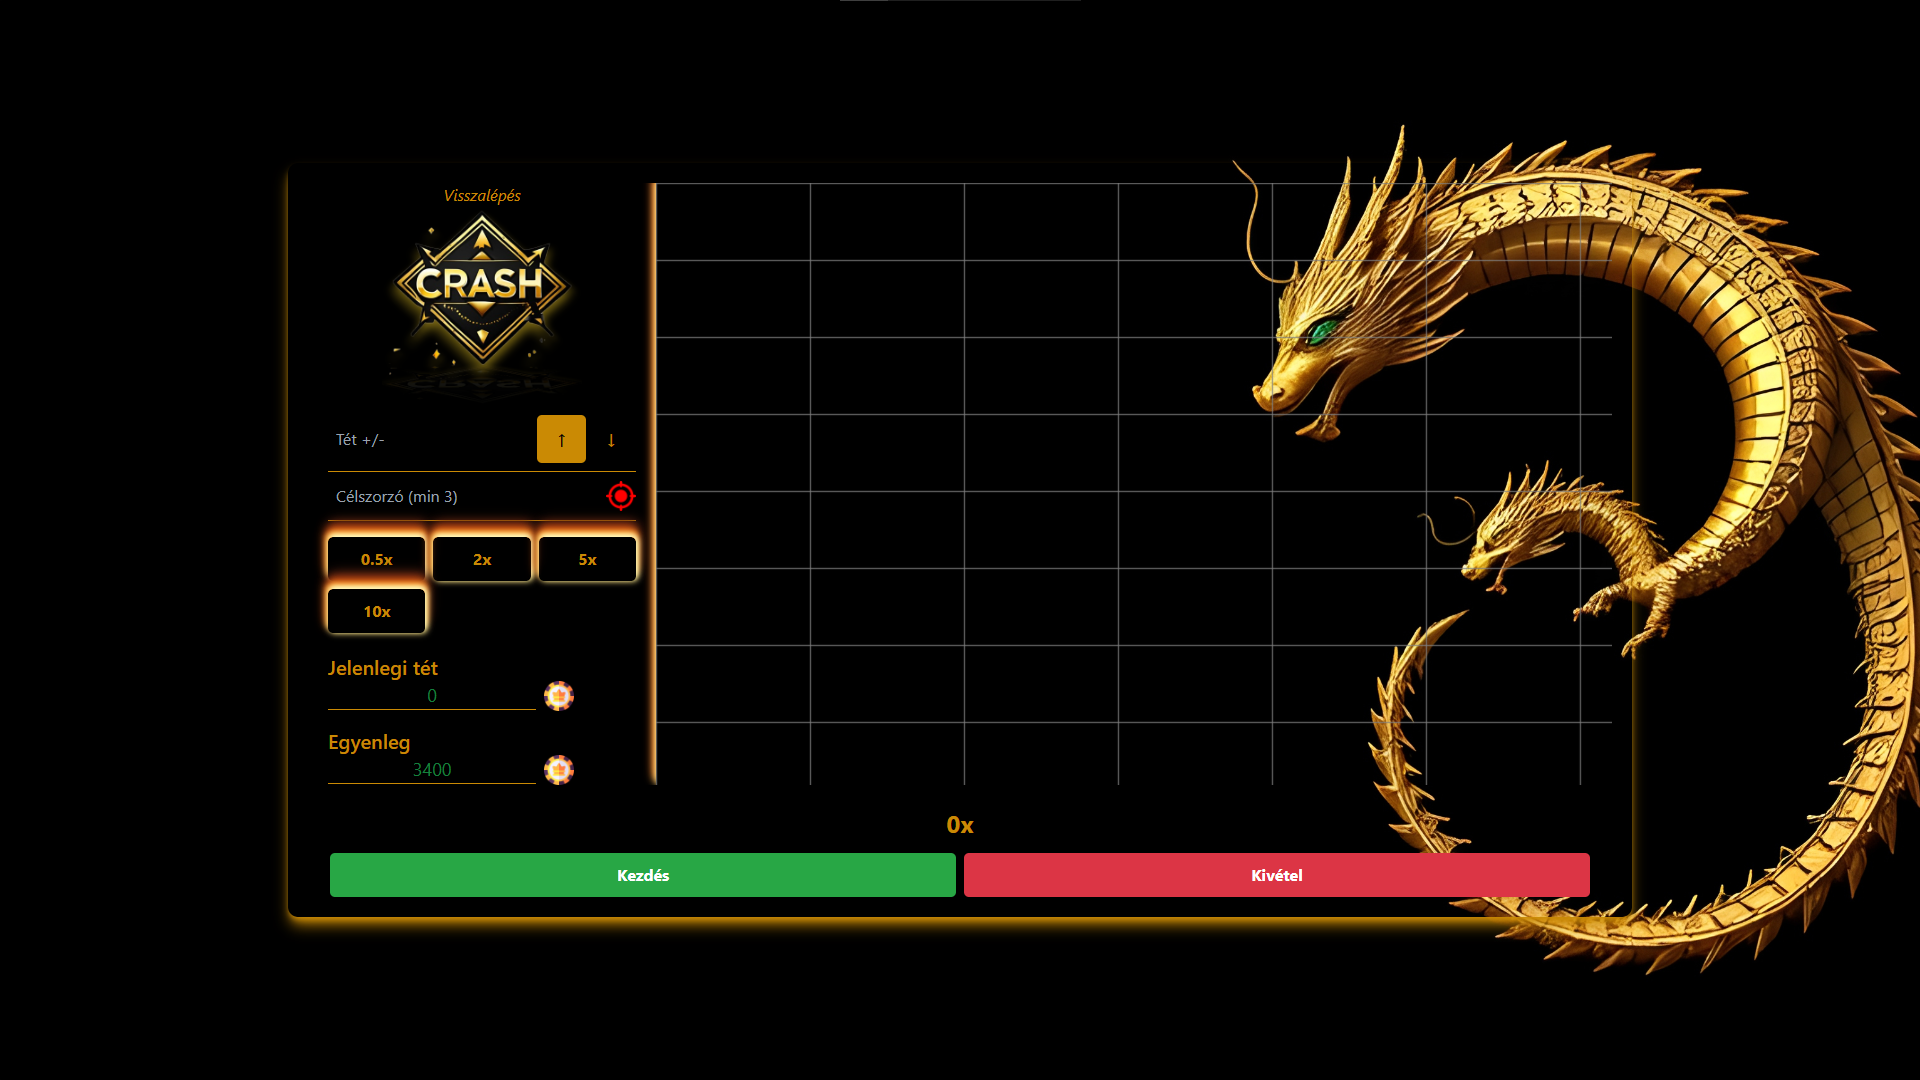 Visszalépés
CRASH
Tét +/-
↑
↓
Célszorzó (min 3)
0.5x
2x
5x
10x
Jelenlegi tét
0
Egyenleg
3400
0x
Kezdés
Kivétel